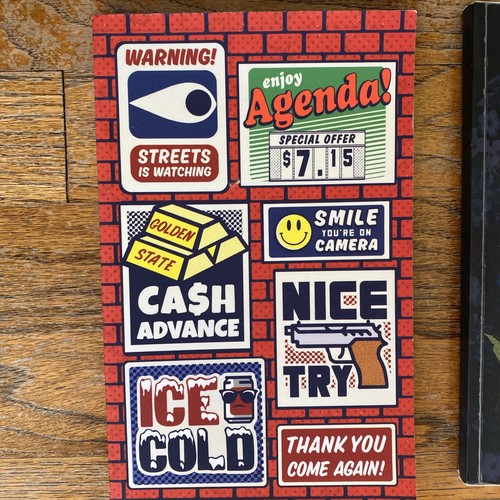 WARNING!
STREETS
IS WATCHING
enjoy
Agenda!
SPECIAL OFFER
$7.15
GOLDEN
STATE
CA$H
ADVANCE
SMILE
YOU'RE ON
CAMERA
NICE
TRY
ICE
COLD
THANK YOU
COME AGAIN!